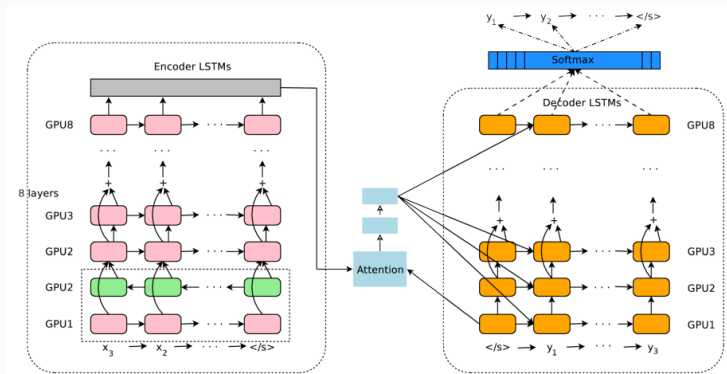 y1 y2 ... </s>
Softmax
Encoder LSTMs
Decoder LSTMs
GPU8
...
GPU8
... ... ...
... ... ...
+ + +
8 layers
+ + +
GPU3
...
GPU3
GPU2
...
Attention
GPU2
...
GPU2
...
GPU1
...
GPU1
x3 x2 ... </s>
</s> y1 ... y3